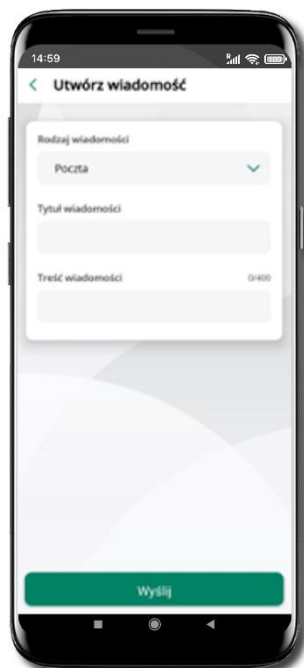 14:59
Utwórz wiadomość
Rodzaj wiadomości
Poczta
Tytuł wiadomości
Treść wiadomości 0/400
Wyślij